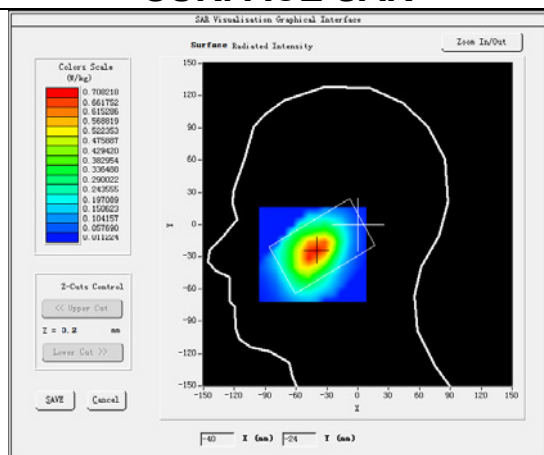 SURFACE SAR
SAR Visualisation Graphical Interface
Surface Radiated Intensity
Zoom In/Out
Colors Scale
(W/kg)
0.708218
0.661752
0.615286
0.568819
0.522353
0.475887
0.429420
0.382954
0.336488
0.290022
0.243555
0.197089
0.150623
0.104157
0.057690
0.011224
Z-Cuts Control
<< Upper Cut
Z = 3.2 mm
Lower Cut >>
SAVE
Cancel
150
120
90
60
30
0
-30
-60
-90
-120
-150
Y
-150 -120 -90 -60 -30 0 30 60 90 120 150
X
-40 X (mm) -24 Y (mm)